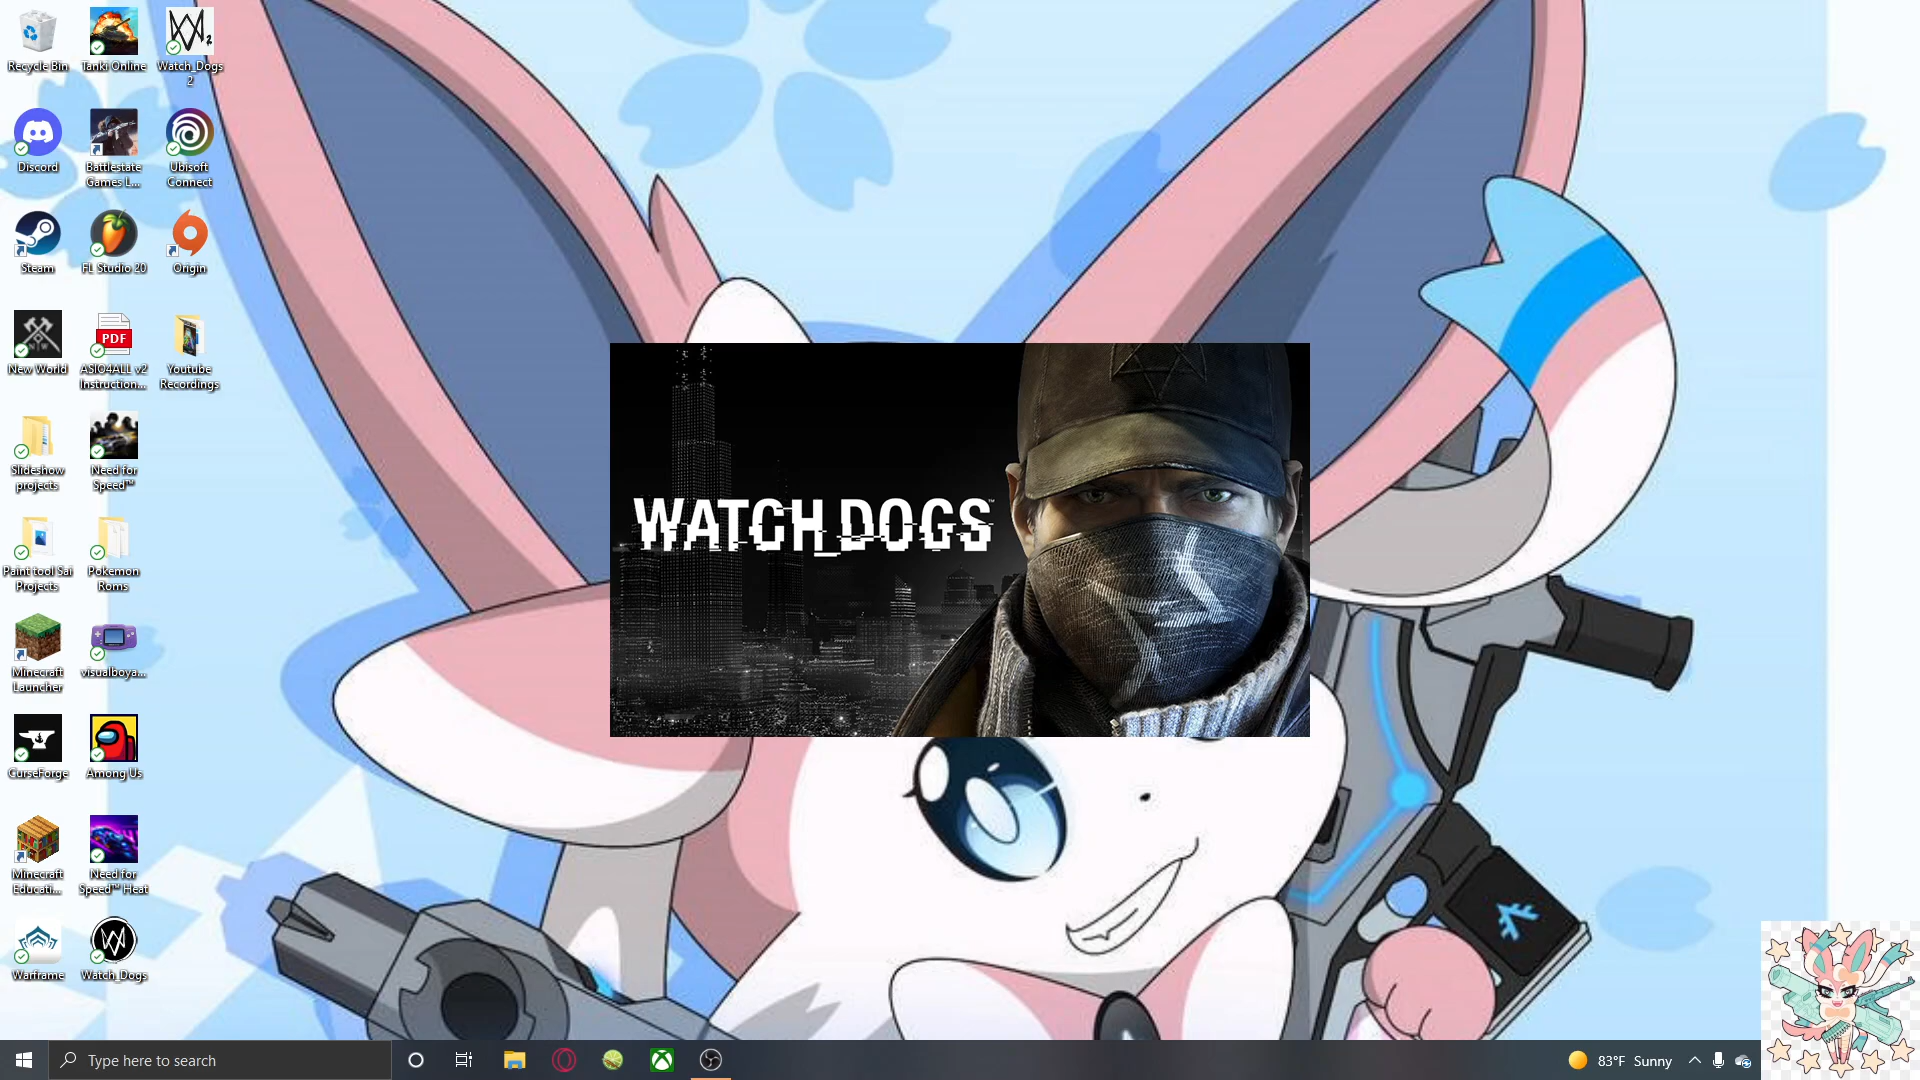 Recycle Bin
Tanki Online
Watch_Dogs
2
Discord
Battlestate
Games L...
Ubisoft
Connect
Steam
FL Studio 20
Origin
New World
PDF
ASIO4ALL v2
Instruction...
Youtube
Recordings
Slideshow
projects
Need for
Speed™
Paint tool Sai
Projects
Pokemon
Roms
Minecraft
Launcher
visualboya...
CurseForge
Among Us
Minecraft
Educati...
Need for
Speed™ Heat
Warframe
Watch_Dogs
WATCH_DOGS™
Type here to search
83°F Sunny